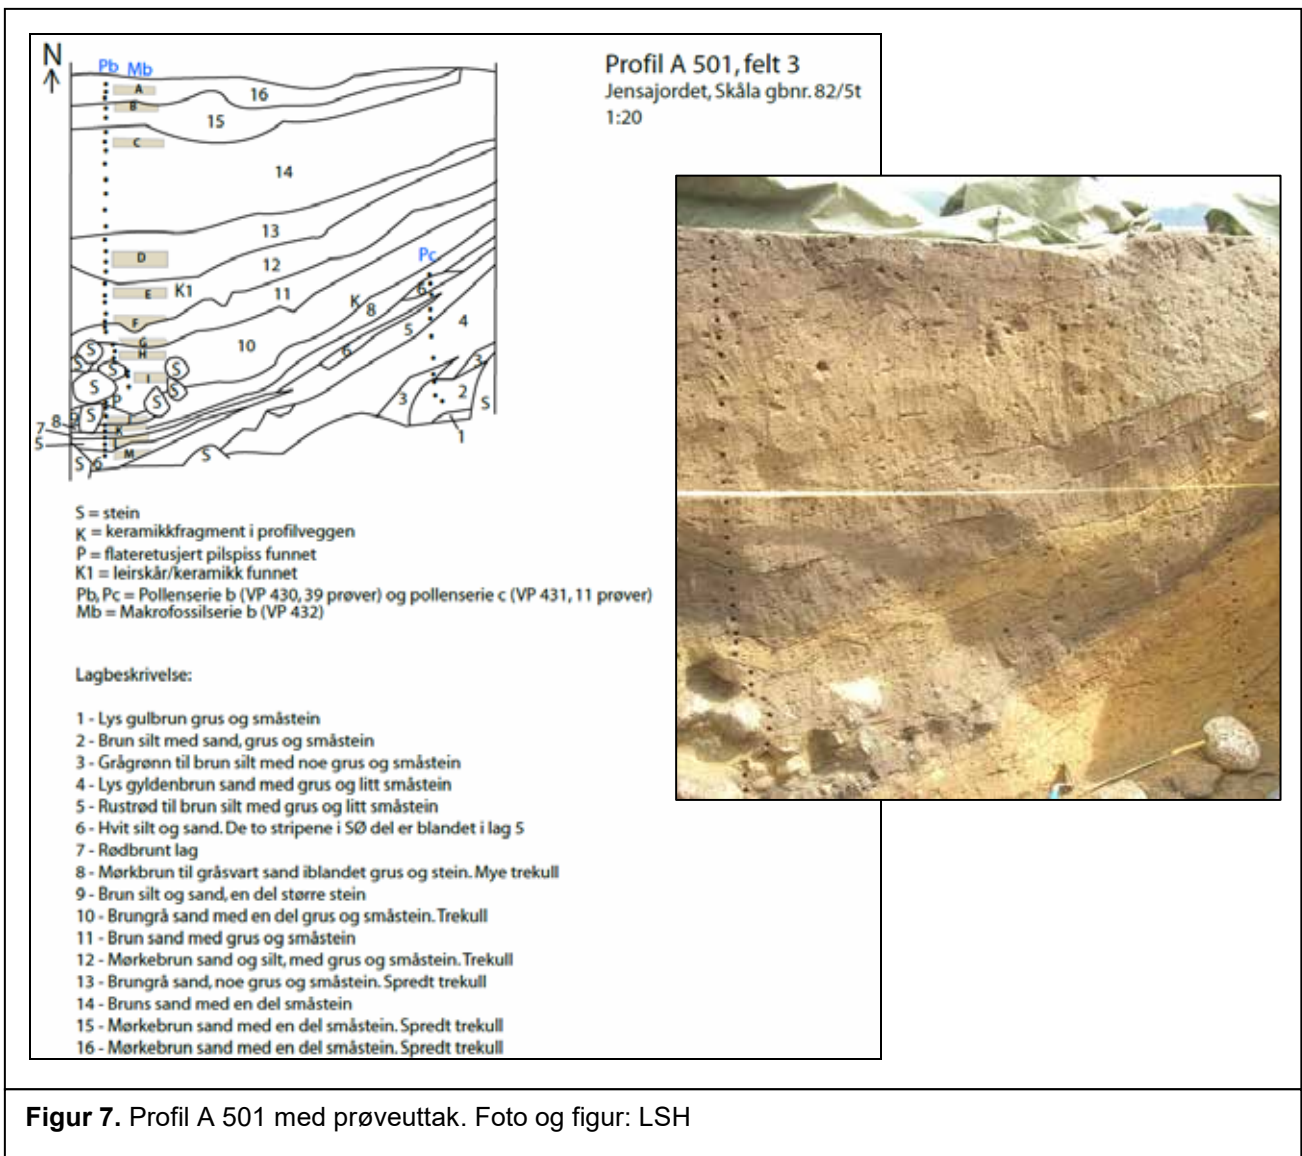 N
Pb Mb
Profil A 501, felt 3
Jensajordet, Skåla gbnr. 82/5t
1:20
A
16
B
15
C
14
13
D
12
Pc
E
K1
11
6
K
8
F
4
5
G
10
H
S
6
3
S
S
S
I
S
S
2
3
S
P
S
8
9
S
J
7
K
1
5
L
M
S
S
6
S = stein
K = keramikkfragment i profilveggen
P = flateretusjert pilspiss funnet
K1 = leirskår/keramikk funnet
Pb, Pc = Pollenserie b (VP 430, 39 prøver) og pollenserie c (VP 431, 11 prøver)
Mb = Makrofossilserie b (VP 432)
Lagbeskrivelse:
1 - Lys gulbrun grus og småstein
2 - Brun silt med sand, grus og småstein
3 - Grågrønn til brun silt med noe grus og småstein
4 - Lys gyldenbrun sand med grus og litt småstein
5 - Rustrød til brun silt med grus og litt småstein
6 - Hvit silt og sand. De to stripene i SØ del er blandet i lag 5
7 - Rødbrunt lag
8 - Mørkbrun til gråsvart sand iblandet grus og stein. Mye trekull
9 - Brun silt og sand, en del større stein
10 - Brungrå sand med en del grus og småstein. Trekull
11 - Brun sand med grus og småstein
12 - Mørkebrun sand og silt, med grus og småstein. Trekull
13 - Brungrå sand, noe grus og småstein. Spredt trekull
14 - Bruns sand med en del småstein
15 - Mørkebrun sand med en del småstein. Spredt trekull
16 - Mørkebrun sand med en del småstein. Spredt trekull
Figur 7. Profil A 501 med prøveuttak. Foto og figur: LSH